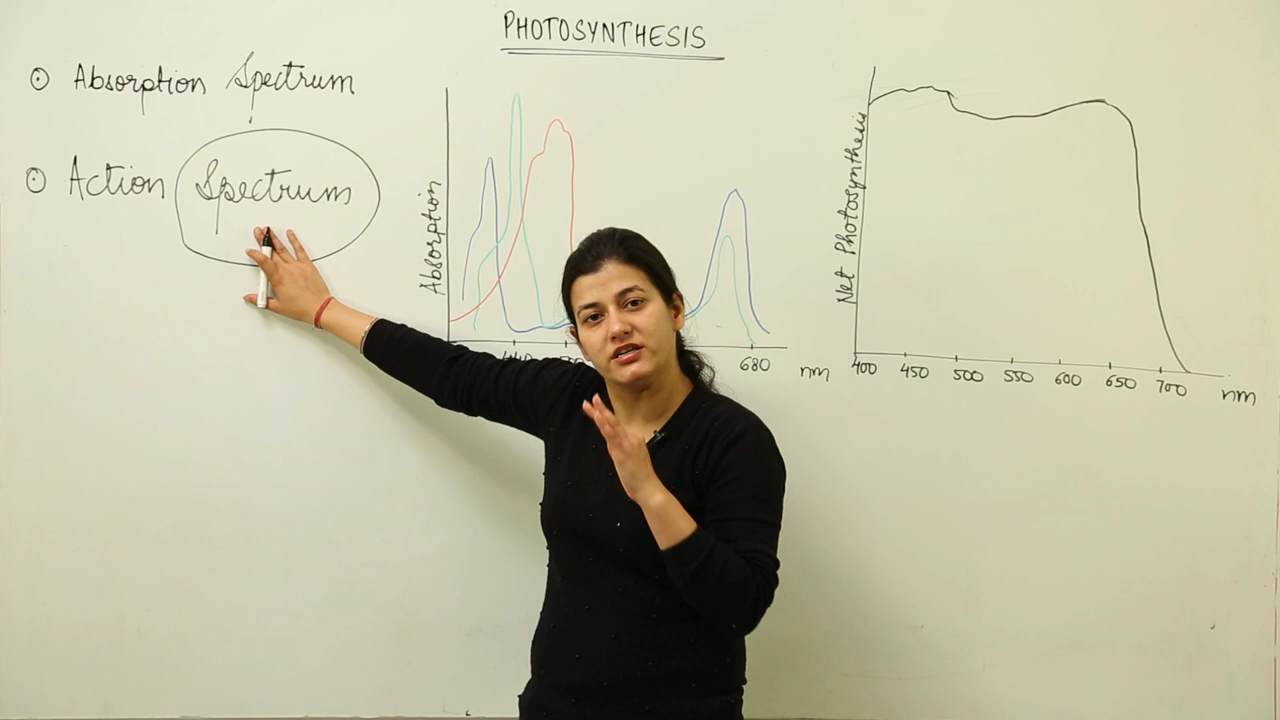 PHOTOSYNTHESIS
Absorption Spectrum
Action Spectrum
Absorption
680 nm
Net Photosynthesis
400 450 500 550 600 650 700 nm